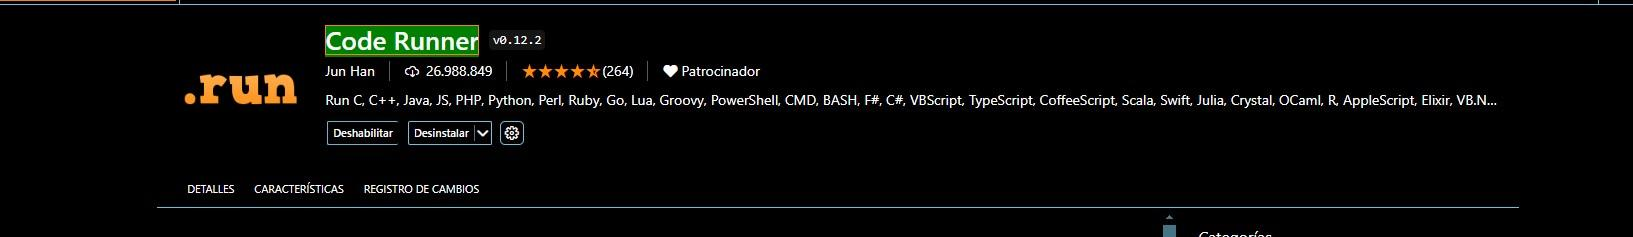 Code Runner v0.12.2
.run
Jun Han 26.988.849 (264) Patrocinador
Run C, C++, Java, JS, PHP, Python, Perl, Ruby, Go, Lua, Groovy, PowerShell, CMD, BASH, F#, C#, VBScript, TypeScript, CoffeeScript, Scala, Swift, Julia, Crystal, OCaml, R, AppleScript, Elixir, VB.N...
Deshabilitar Desinstalar
DETALLES CARACTERÍSTICAS REGISTRO DE CAMBIOS
Categorías